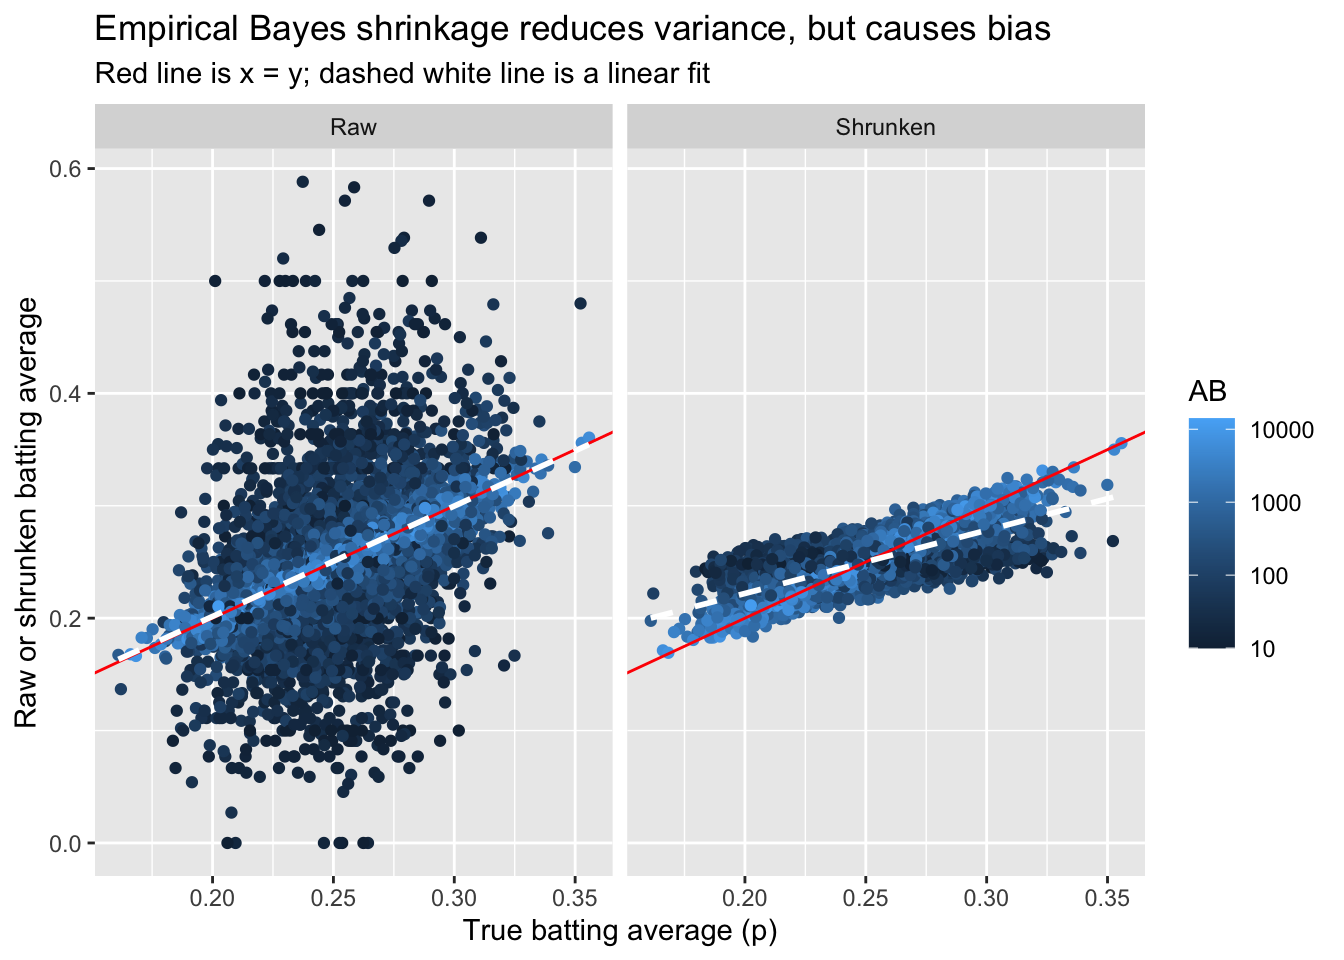 Empirical Bayes shrinkage reduces variance, but causes bias
Red line is x = y; dashed white line is a linear fit
Raw
Shrunken
Raw or shrunken batting average
0.6
0.4
0.2
0.0
0.20
0.25
0.30
0.35
0.20
0.25
0.30
0.35
True batting average (p)
AB
10000
1000
100
10